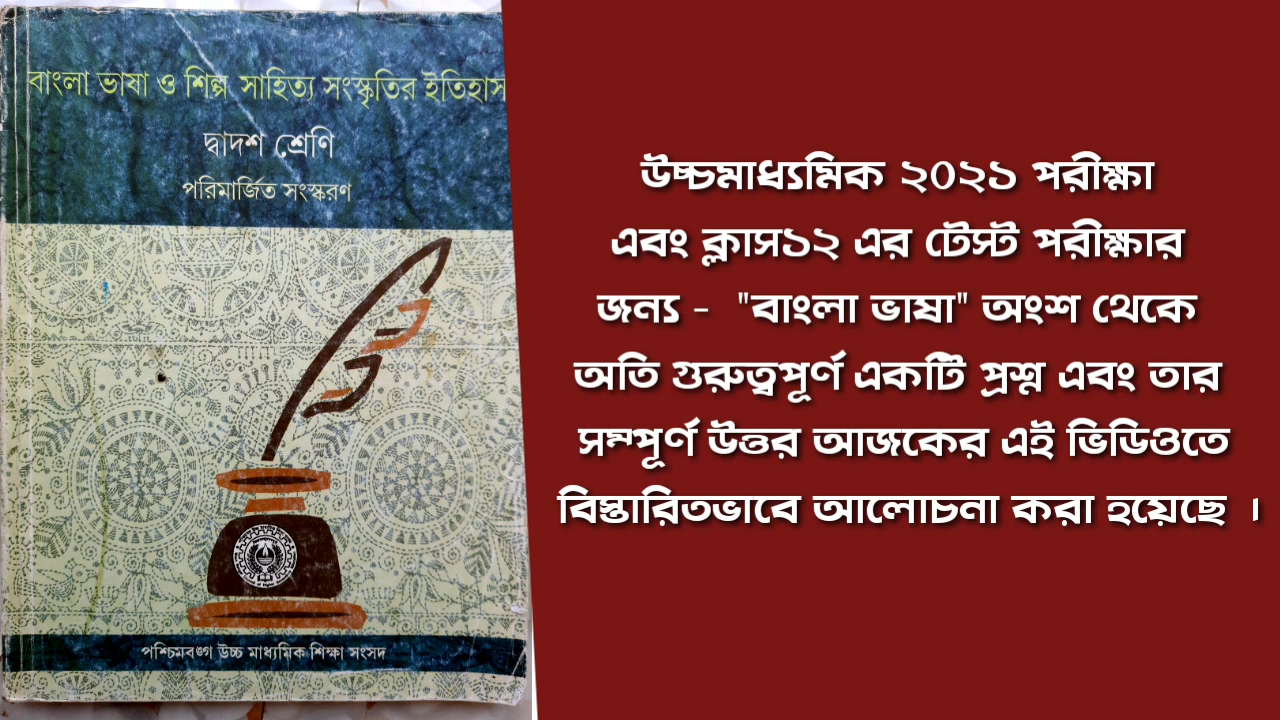 বাংলা ভাষা ও শিল্প সাহিত্য সংস্কৃতির ইতিহাস
দ্বাদশ শ্রেণি
পরিমার্জিত সংস্করণ
পশ্চিমবঙ্গ উচ্চ মাধ্যমিক শিক্ষা সংসদ
উচ্চমাধ্যমিক ২০২১ পরীক্ষা
এবং ক্লাস১২ এর টেস্ট পরীক্ষার
জন্য - "বাংলা ভাষা" অংশ থেকে
অতি গুরুত্বপূর্ণ একটি প্রশ্ন এবং তার
সম্পূর্ণ উত্তর আজকের এই ভিডিওতে
বিস্তারিতভাবে আলোচনা করা হয়েছে ।